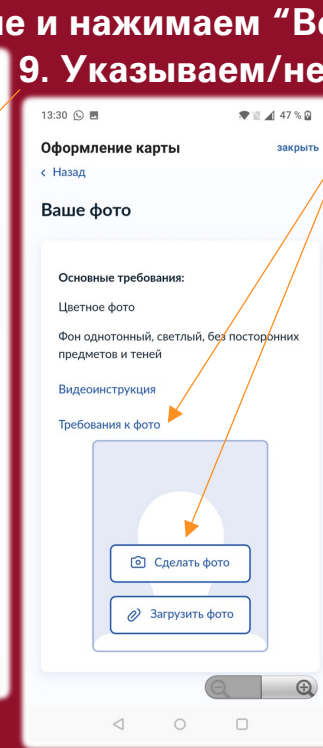 е и нажимаем “Во
9. Указываем/не
13:30 47 %
Оформление карты закрыть
‹ Назад
Ваше фото
Основные требования:
Цветное фото
Фон однотонный, светлый, без посторонних
предметов и теней
Видеоинструкция
Требования к фото
Сделать фото
Загрузить фото